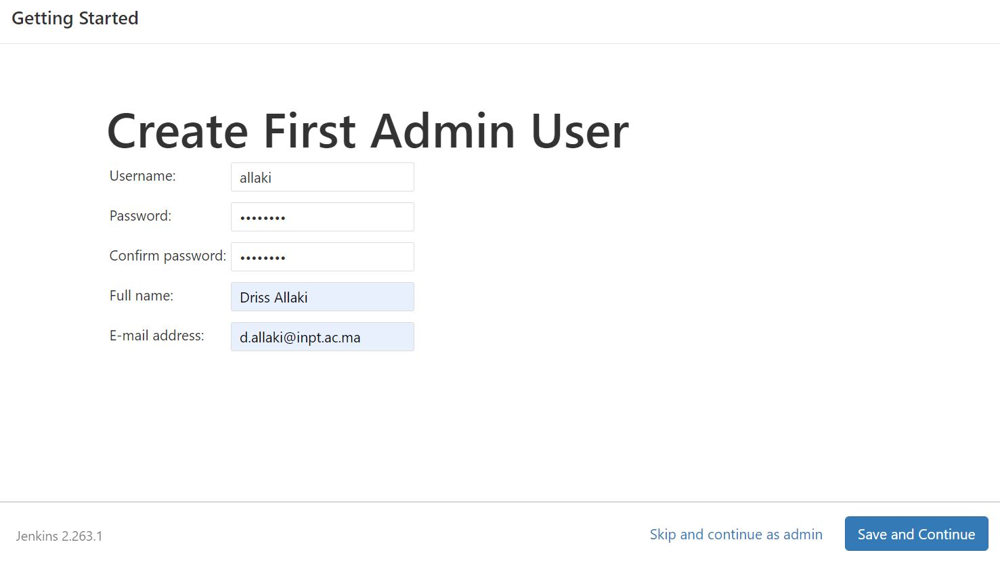 Getting Started
Create First Admin User
Username: allaki
Password: ••••••••
Confirm password: ••••••••
Full name: Driss Allaki
E-mail address: d.allaki@inpt.ac.ma
Jenkins 2.263.1 Skip and continue as admin Save and Continue